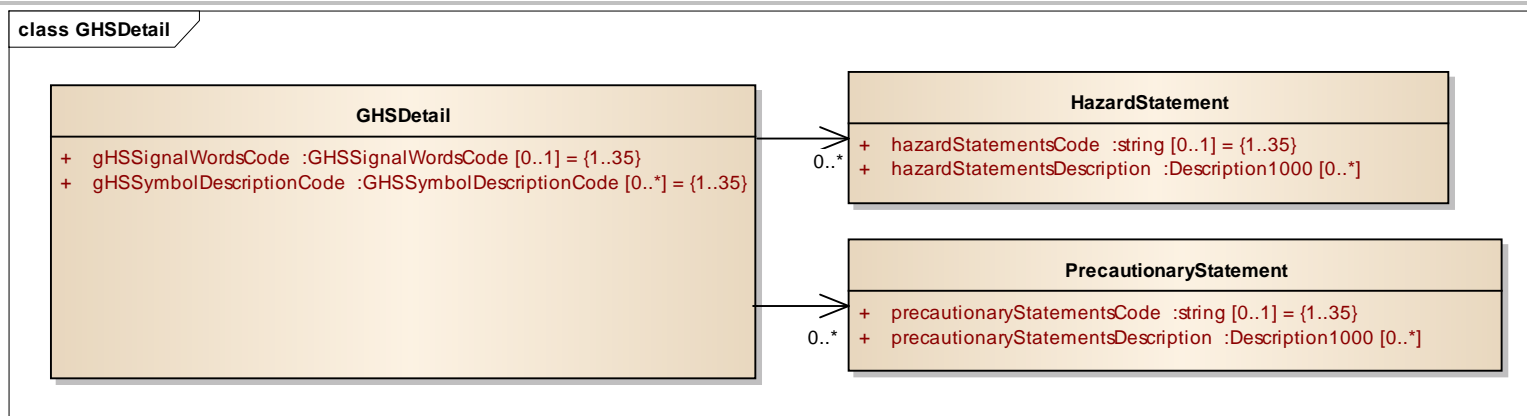 class GHSDetail
GHSDetail
+ gHSSignalWordsCode :GHSSignalWordsCode [0..1] = {1..35}
+ gHSSymbolDescriptionCode :GHSSymbolDescriptionCode [0..*] = {1..35}
0..*
HazardStatement
+ hazardStatementsCode :string [0..1] = {1..35}
+ hazardStatementsDescription :Description1000 [0..*]
0..*
PrecautionaryStatement
+ precautionaryStatementsCode :string [0..1] = {1..35}
+ precautionaryStatementsDescription :Description1000 [0..*]